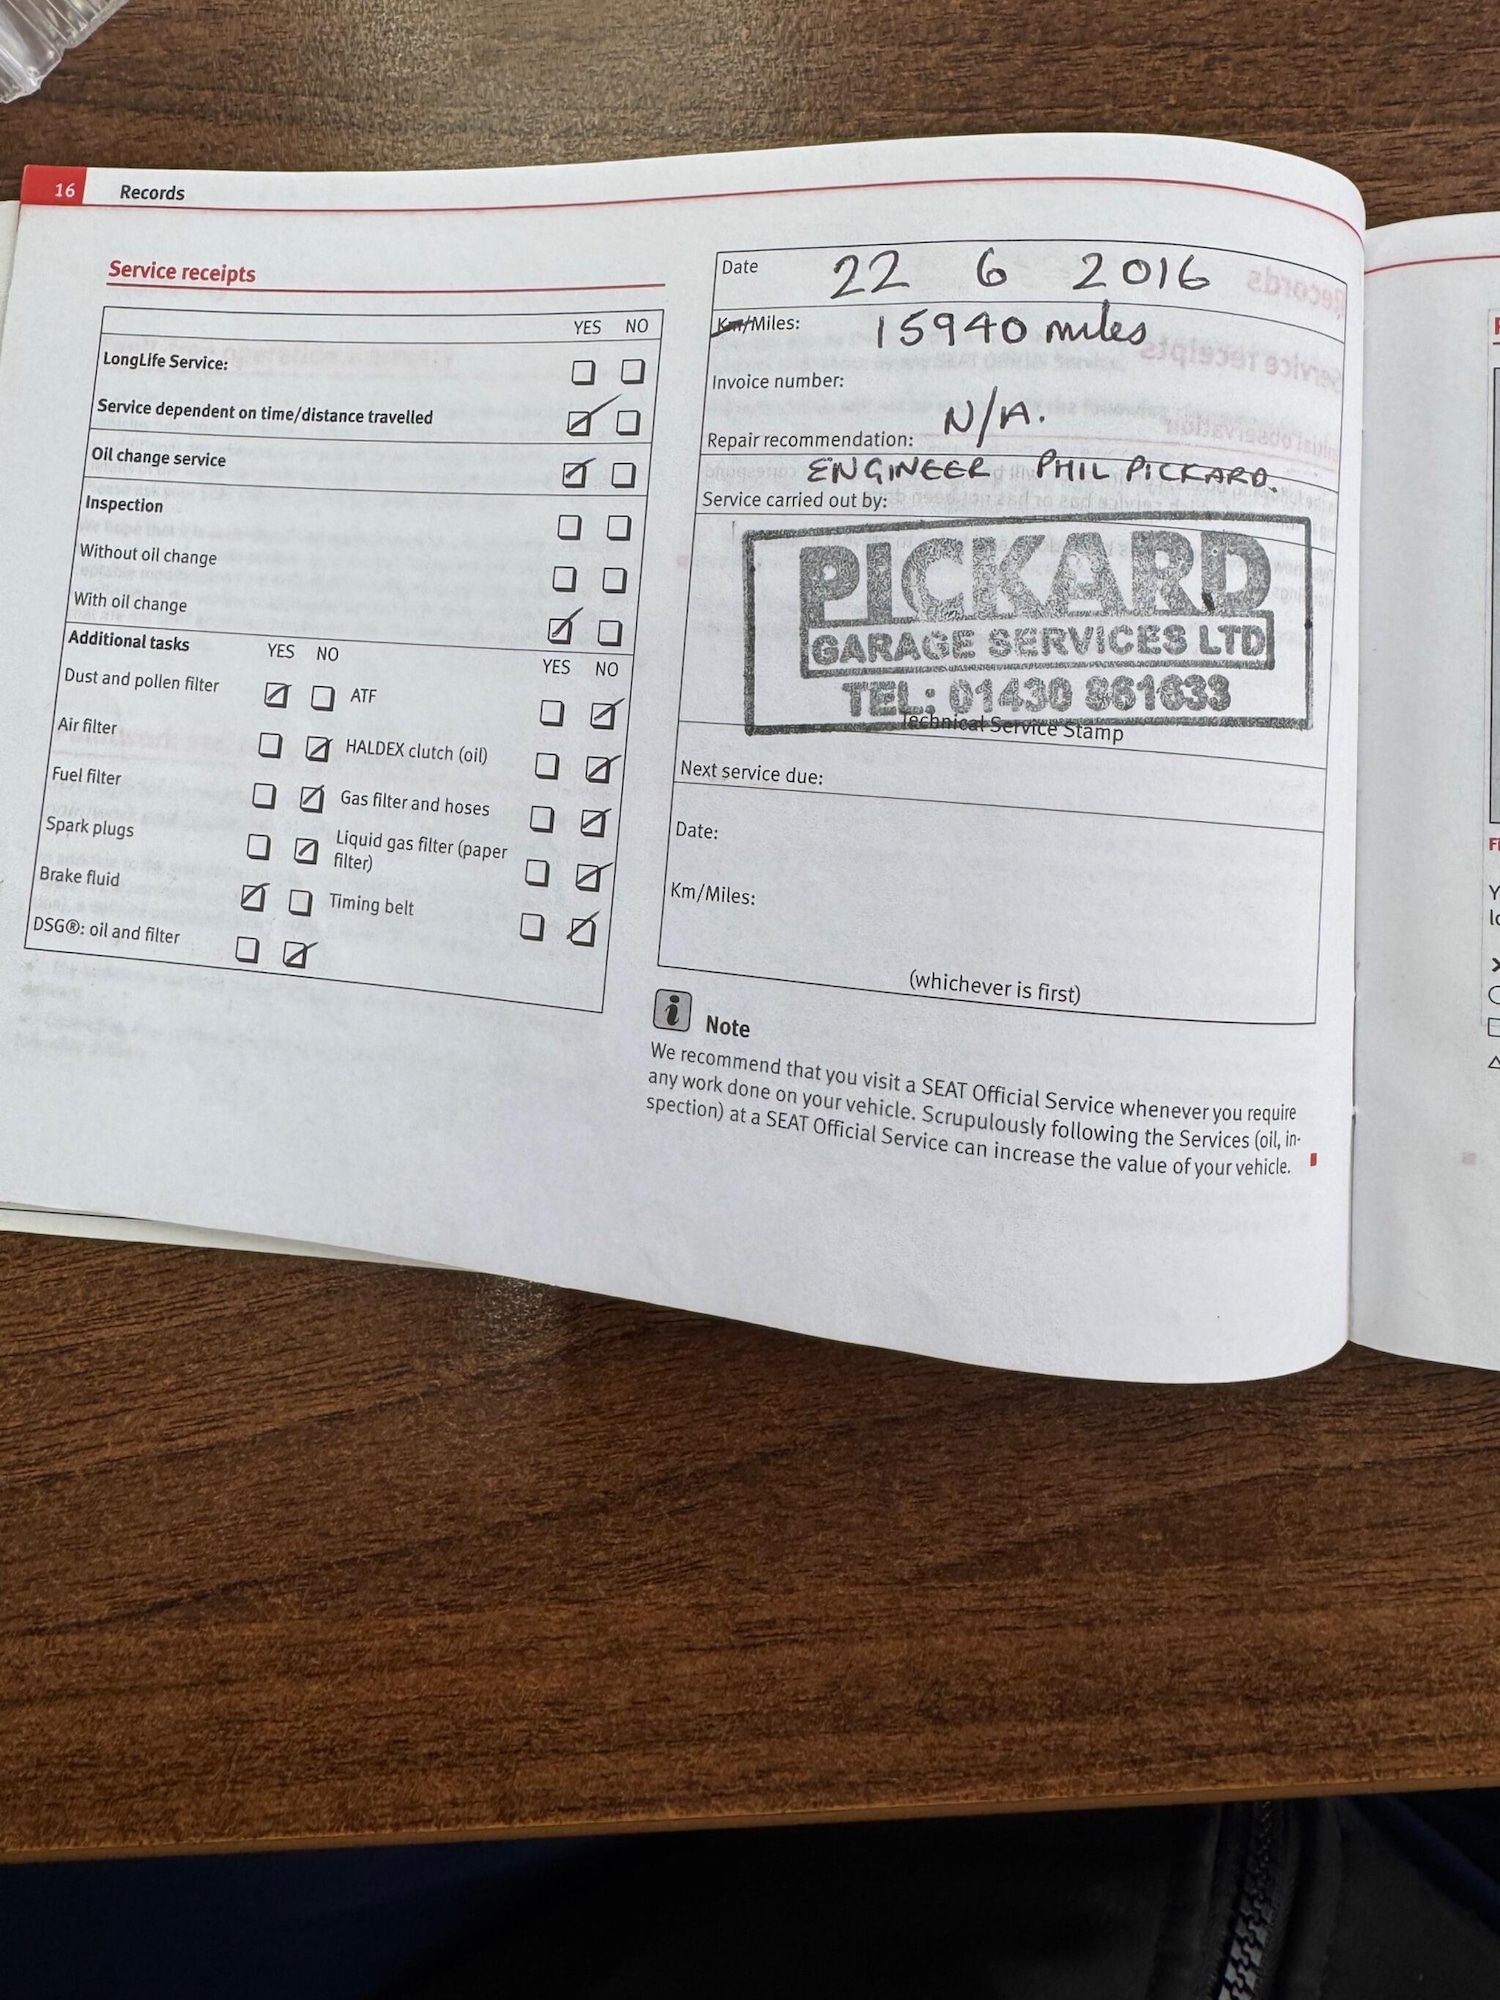 16 Records
Service receipts
YES NO
LongLife Service:
Service dependent on time/distance travelled
Oil change service
Inspection
Without oil change
With oil change
Additional tasks YES NO YES NO
Dust and pollen filter ATF
Air filter HALDEX clutch (oil)
Fuel filter Gas filter and hoses
Spark plugs Liquid gas filter (paper
filter)
Brake fluid Timing belt
DSG®: oil and filter
Date 22 6 2016
Km/Miles: 15940 miles
Invoice number:
N/A.
Repair recommendation:
ENGINEER PHIL PICKARD.
Service carried out by:
PICKARD
GARAGE SERVICES LTD
TEL: 01430 861633
Technical Service Stamp
Next service due:
Date:
Km/Miles:
(whichever is first)
i Note
We recommend that you visit a SEAT Official Service whenever you require
any work done on your vehicle. Scrupulously following the Services (oil, in-
spection) at a SEAT Official Service can increase the value of your vehicle.